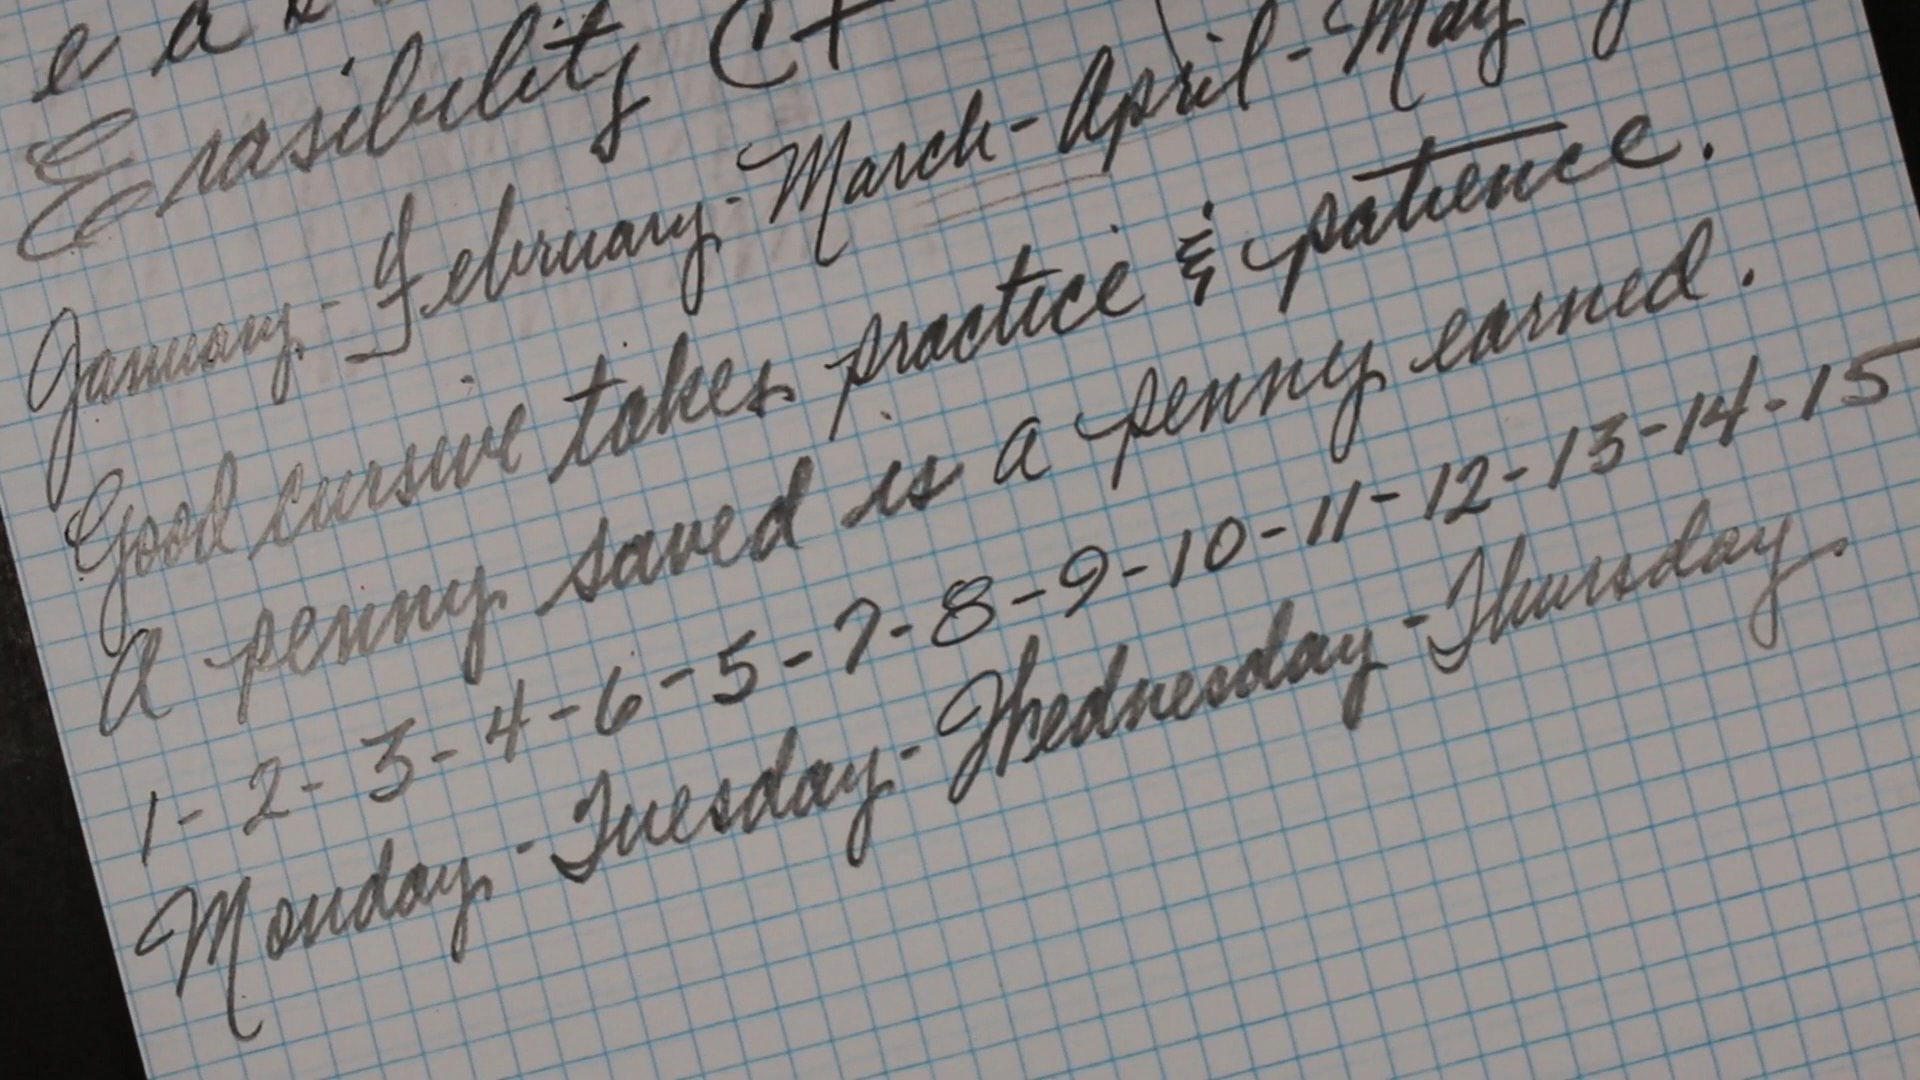 e a
Erasibility C+
January - February - March - April - May
Good cursive takes practice & patience.
A penny saved is a penny earned.
1 - 2 - 3 - 4 - 6 - 5 - 7 - 8 - 9 - 10 - 11 - 12 - 13 - 14 - 15
Monday - Tuesday - Wednesday - Thursday.